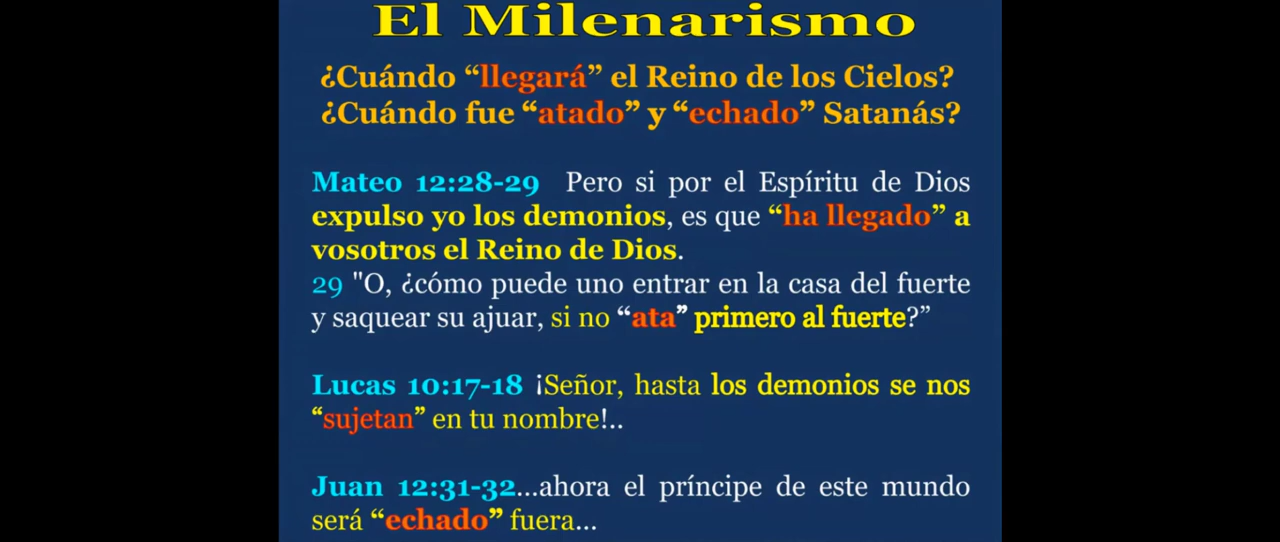 El Milenarismo
¿Cuándo “llegará” el Reino de los Cielos?
¿Cuándo fue “atado” y “echado” Satanás?
Mateo 12:28-29 Pero si por el Espíritu de Dios
expulso yo los demonios, es que “ha llegado” a
vosotros el Reino de Dios.
29 "O, ¿cómo puede uno entrar en la casa del fuerte
y saquear su ajuar, si no “ata” primero al fuerte?”
Lucas 10:17-18 ¡Señor, hasta los demonios se nos
“sujetan” en tu nombre!..
Juan 12:31-32...ahora el príncipe de este mundo
será “echado” fuera...